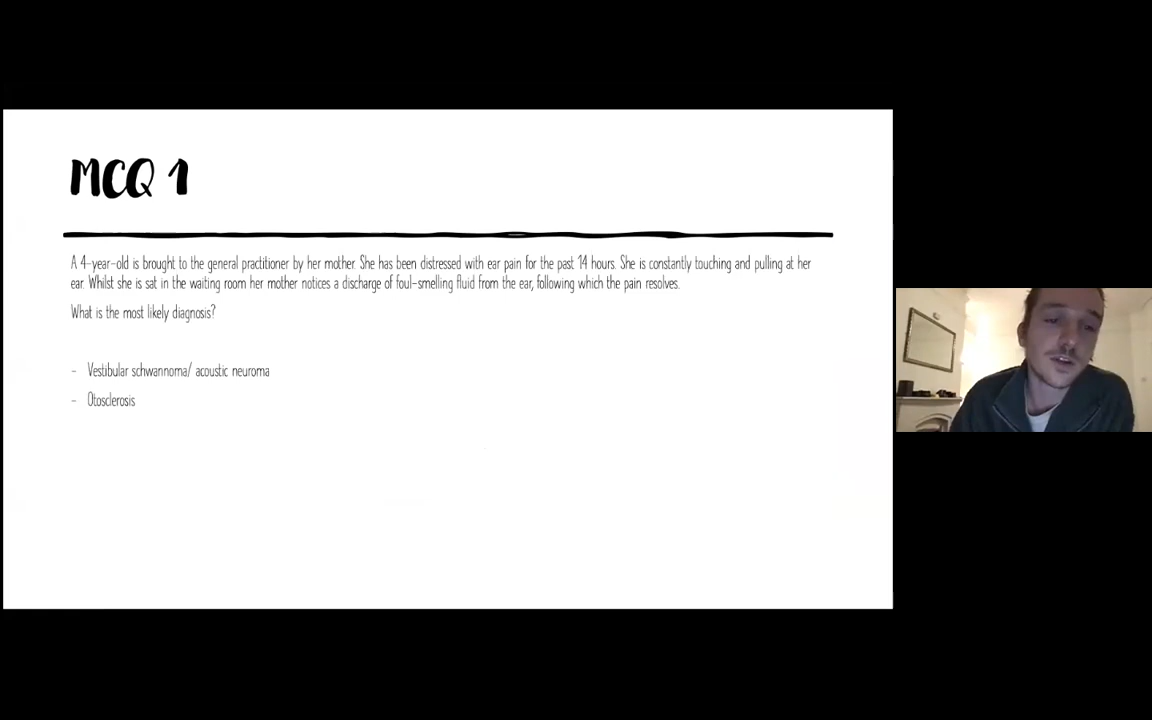 MCQ 1
A 4-year-old is brought to the general practitioner by her mother. She has been distressed with ear pain for the past 14 hours. She is constantly touching and pulling at her
ear. Whilst she is sat in the waiting room her mother notices a discharge of foul-smelling fluid from the ear, following which the pain resolves.
What is the most likely diagnosis?
- Vestibular schwannoma/ acoustic neuroma
- Otosclerosis